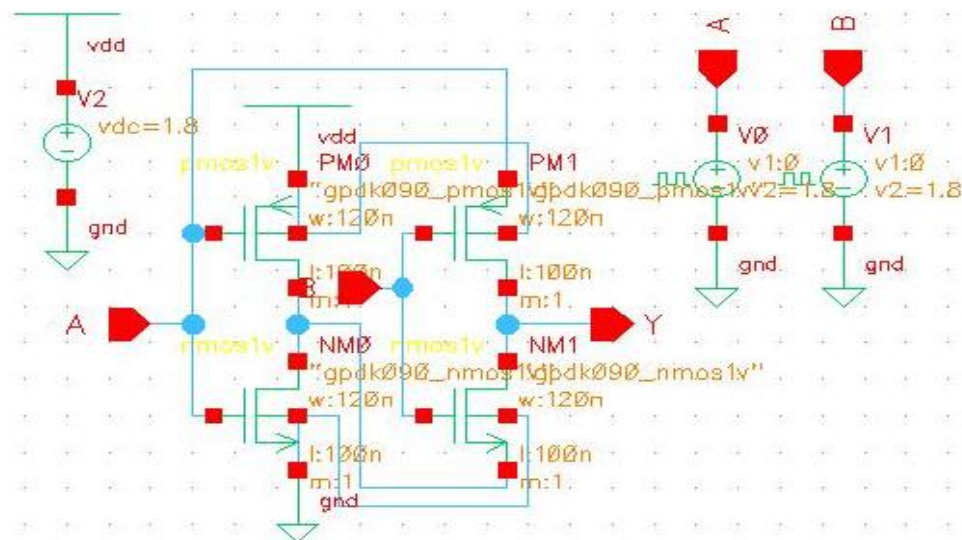 vdd
V2
vdc=1.8
gnd
A
B
vdd
pmos1v
PM0
"gpdk090_pmos1v"
w:120n
l:100n
m:1
pmos1v
PM1
"gpdk090_pmos1v"
w:120n
l:100n
m:1
V0
v1:0
v2=1.8
gnd
V1
v1:0
v2=1.8
gnd
A
B
Y
nmos1v
NM0
"gpdk090_nmos1v"
w:120n
l:100n
m:1
gnd
nmos1v
NM1
"gpdk090_nmos1v"
w:120n
l:100n
m:1